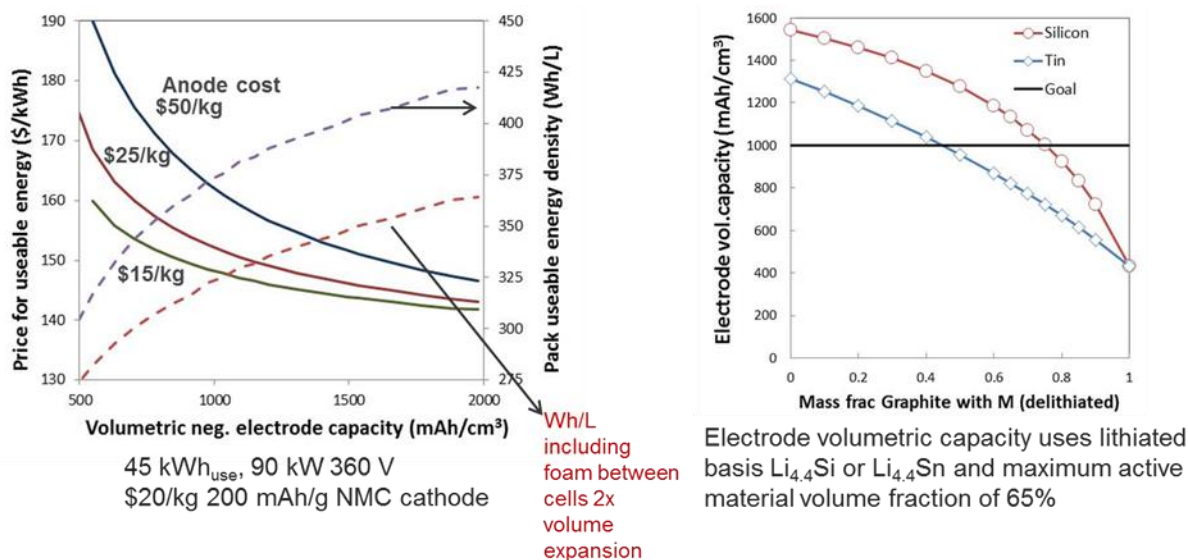 190
180
170
160
150
140
130
Price for useable energy ($/kWh)
Anode cost
$50/kg
$25/kg
$15/kg
450
425
400
375
350
325
300
275
Pack useable energy density (Wh/L)
500
1000
1500
2000
Volumetric neg. electrode capacity (mAh/cm³)
45 kWhuse, 90 kW 360 V
$20/kg 200 mAh/g NMC cathode
Wh/L
including
foam between
cells 2x
volume
expansion
1600
1400
1200
1000
800
600
400
200
0
Electrode vol.capacity (mAh/cm³)
Silicon
Tin
Goal
0
0.2
0.4
0.6
0.8
1
Mass frac Graphite with M (delithiated)
Electrode volumetric capacity uses lithiated
basis Li4.4Si or Li4.4Sn and maximum active
material volume fraction of 65%